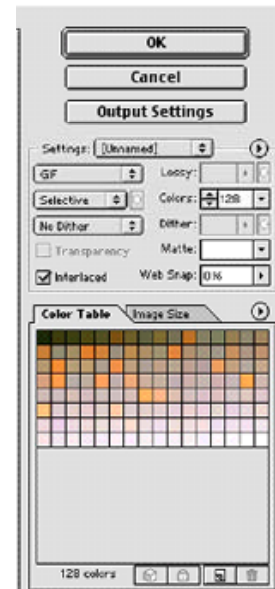 OK
Cancel
Output Settings
Settings: [Unnamed]
GIF Lossy:
Selective Colors: 128
No Dither Dither:
Transparency Matte:
Interlaced Web Snap: 0%
Color Table Image Size
128 colors